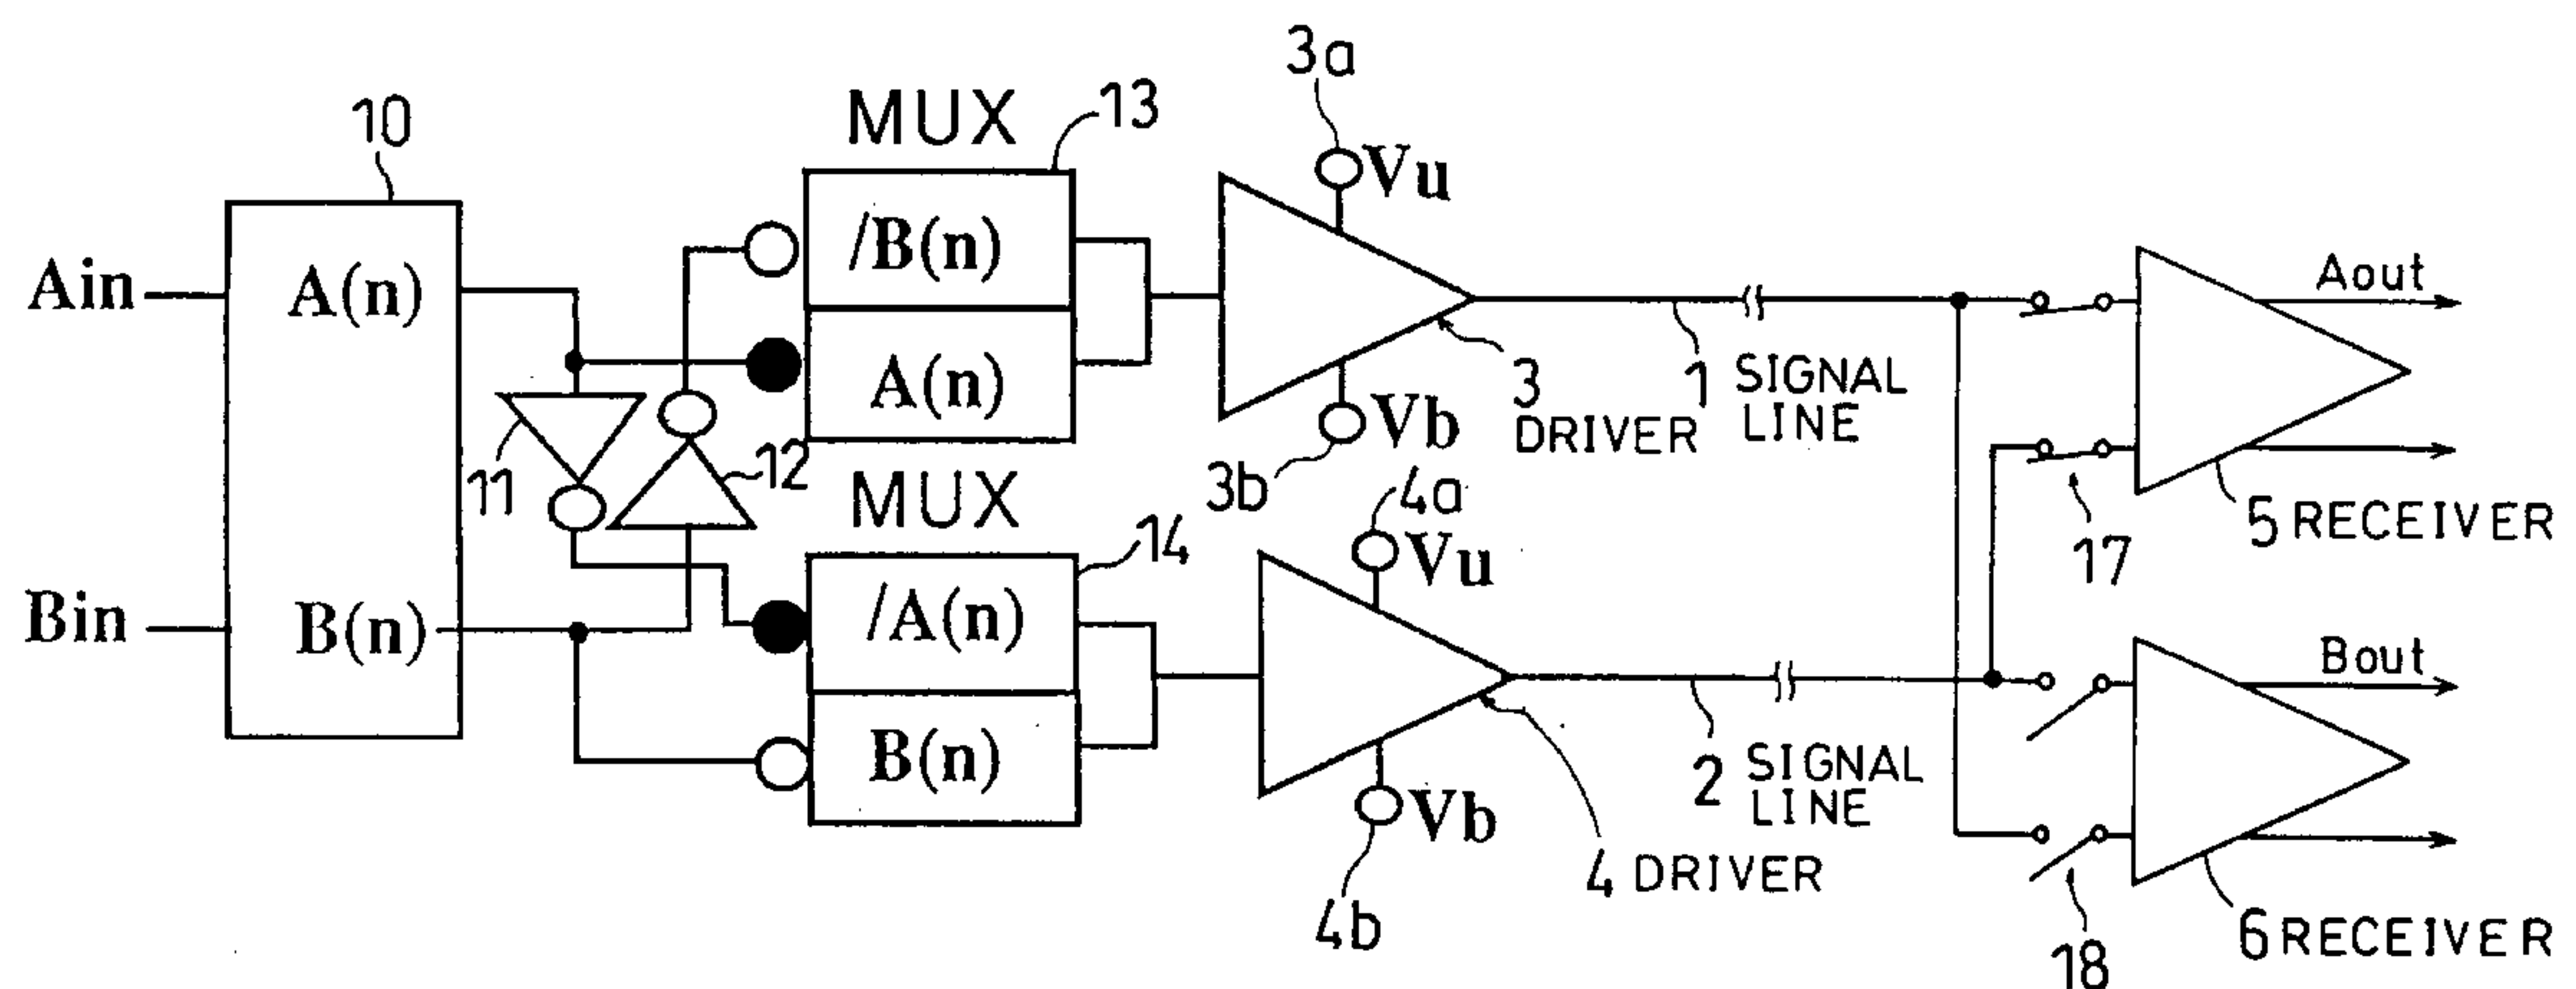 3a
10
MUX
13
Vu
/B(n)
Ain
A(n)
Aout
A(n)
1 SIGNAL
LINE
3
DRIVER
Vb
11
12
3b
4a
MUX
14
Vu
17
5 RECEIVER
Bin
B(n)
/A(n)
Bout
B(n)
2 SIGNAL
LINE
Vb
4 DRIVER
4b
18
6 RECEIVER